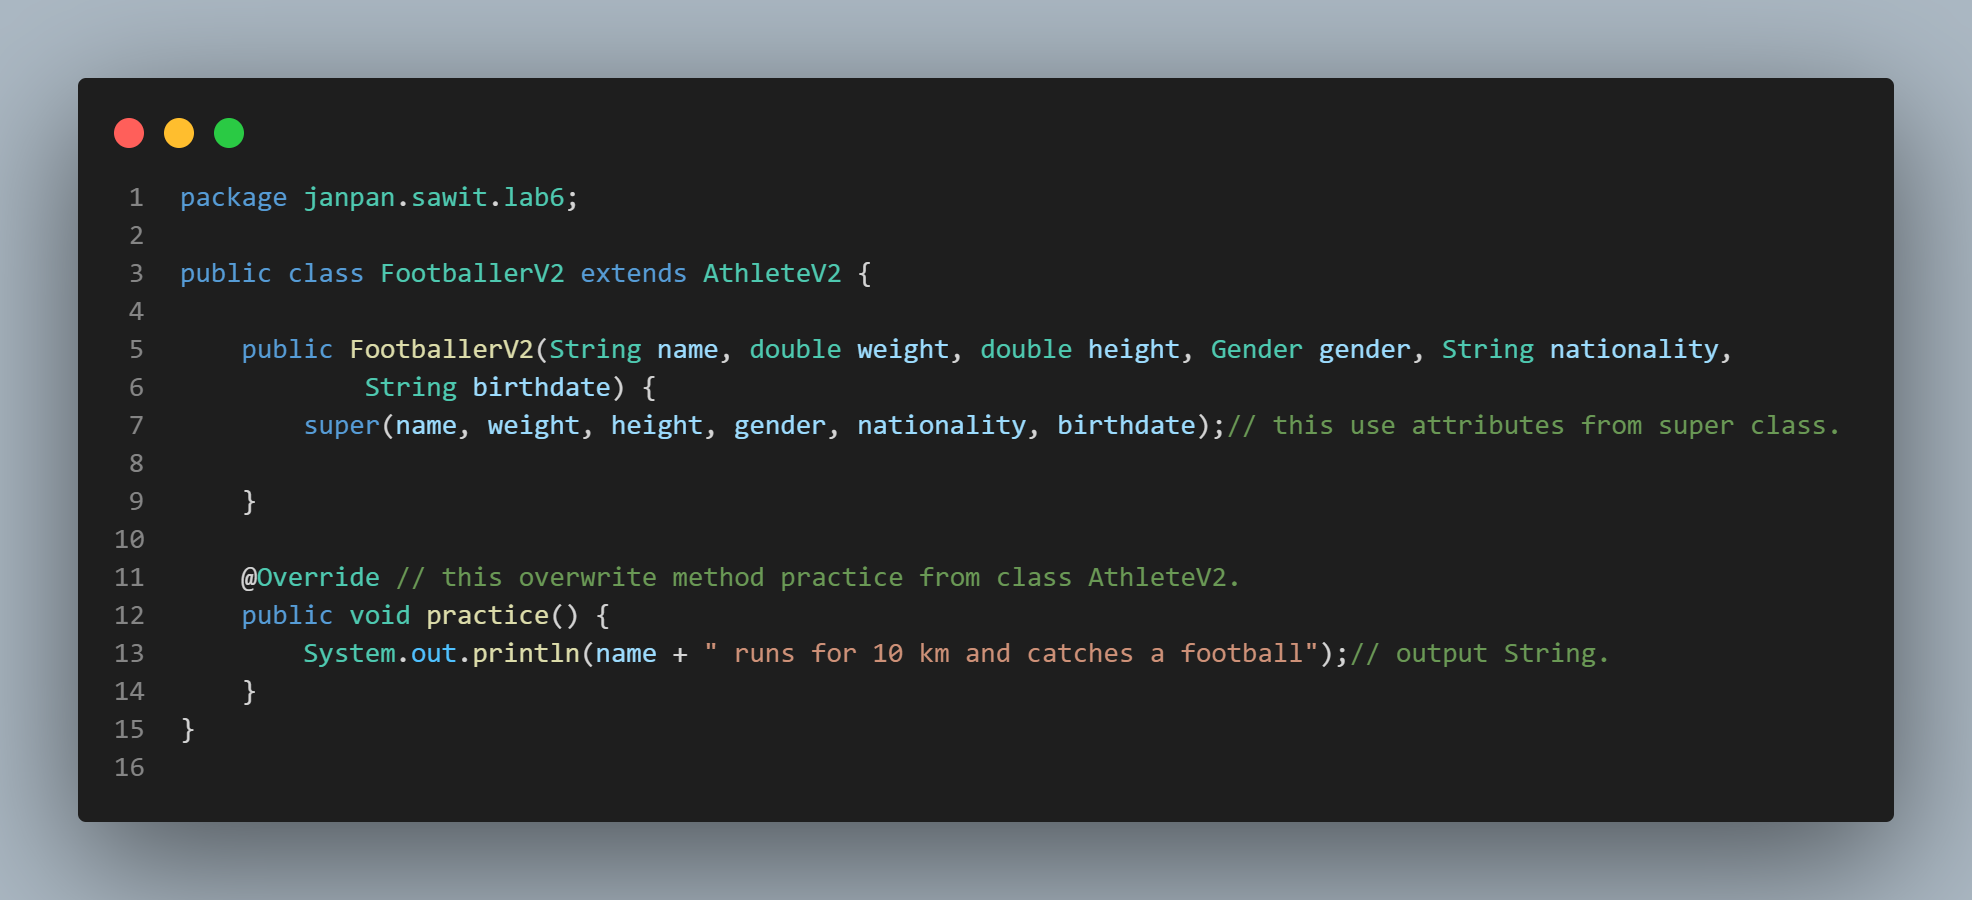 1 package janpan.sawit.lab6;
2
3 public class FootballerV2 extends AthleteV2 {
4
5     public FootballerV2(String name, double weight, double height, Gender gender, String nationality,
6             String birthdate) {
7         super(name, weight, height, gender, nationality, birthdate);// this use attributes from super class.
8
9     }
10
11     @Override // this overwrite method practice from class AthleteV2.
12     public void practice() {
13         System.out.println(name + " runs for 10 km and catches a football");// output String.
14     }
15 }
16